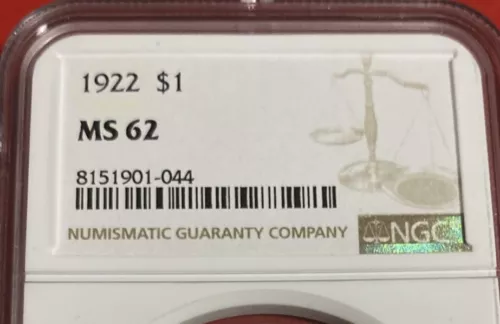 1922 $1
MS 62
8151901-044
NUMISMATIC GUARANTY COMPANY
NGC